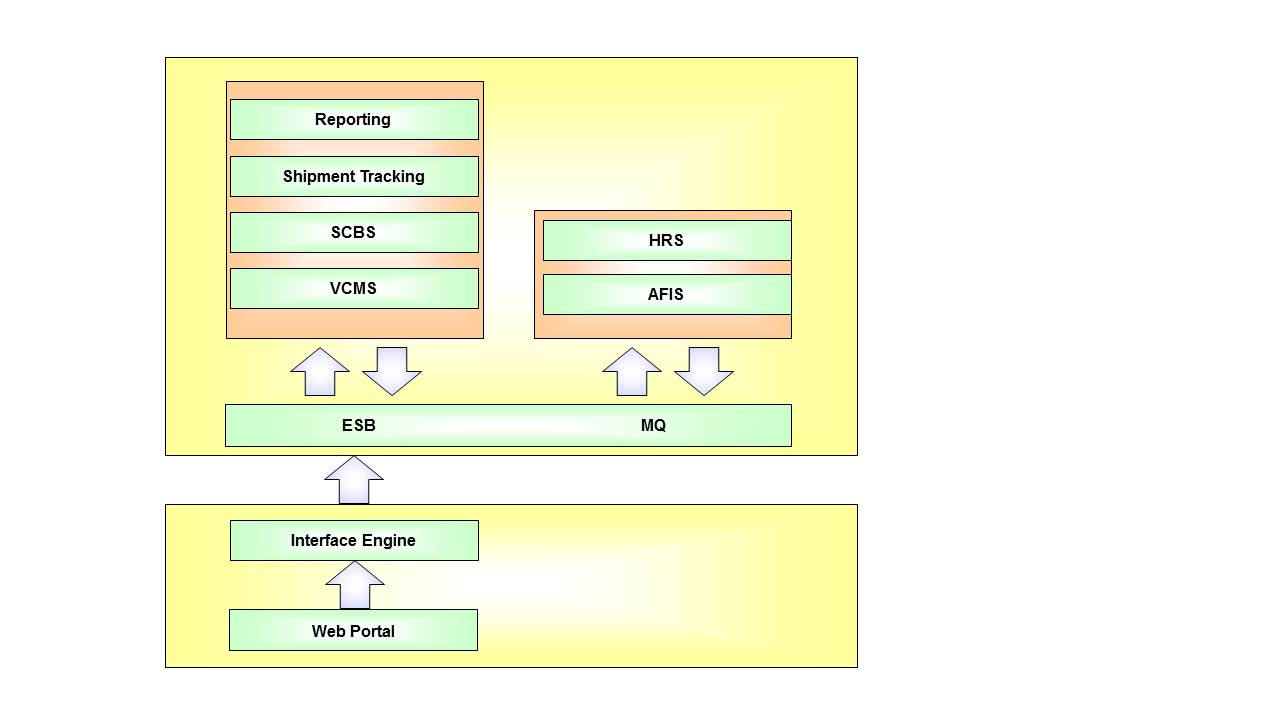 Reporting
Shipment Tracking
SCBS
VCMS
HRS
AFIS
ESB MQ
Interface Engine
Web Portal